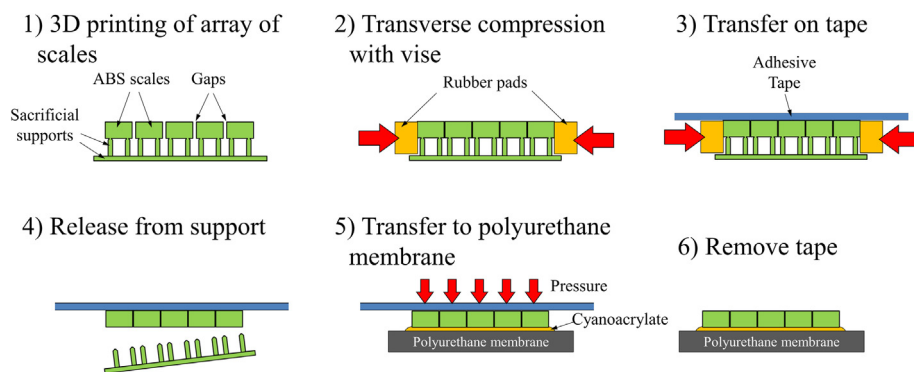 1) 3D printing of array of
scales
ABS scales
Gaps
Sacrificial
supports
2) Transverse compression
with vise
Rubber pads
3) Transfer on tape
Adhesive
Tape
4) Release from support
5) Transfer to polyurethane
membrane
Pressure
Cyanoacrylate
Polyurethane membrane
6) Remove tape
Polyurethane membrane